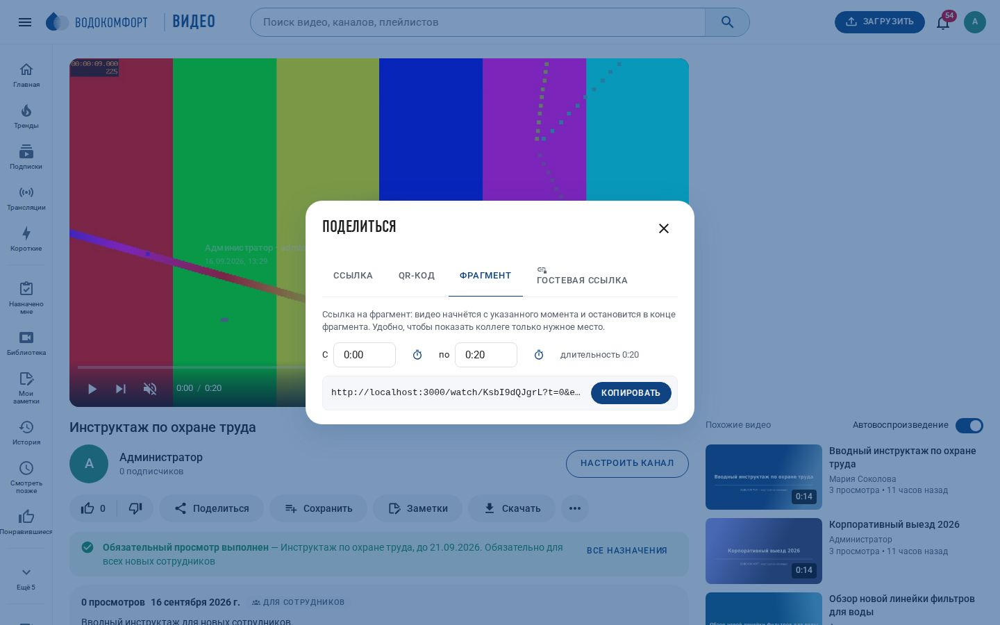 ВОДОКОМФОРТ
ВИДЕО
Поиск видео, каналов, плейлистов
ЗАГРУЗИТЬ
54
А
Главная
Тренды
Подписки
Трансляции
Короткие
Назначено
мне
Библиотека
Мои
заметки
История
Смотреть
позже
Понравившиеся
Ещё 5
00:00:09.000
225
Администратор · admin
16.09.2026, 13:29
0:00 / 0:20
ПОДЕЛИТЬСЯ
ССЫЛКА
QR-КОД
ФРАГМЕНТ
ГОСТЕВАЯ ССЫЛКА
Ссылка на фрагмент: видео начнётся с указанного момента и остановится в конце
фрагмента. Удобно, чтобы показать коллеге только нужное место.
С 0:00 по 0:20 длительность 0:20
http://localhost:3000/watch/KsbI9dQJgrL?t=0&e…
КОПИРОВАТЬ
Инструктаж по охране труда
А
Администратор
0 подписчиков
НАСТРОИТЬ КАНАЛ
0
Поделиться
Сохранить
Заметки
Скачать
Обязательный просмотр выполнен — Инструктаж по охране труда, до 21.09.2026. Обязательно для
всех новых сотрудников
ВСЕ НАЗНАЧЕНИЯ
0 просмотров 16 сентября 2026 г. ДЛЯ СОТРУДНИКОВ
Вводный инструктаж для новых сотрудников.
Похожие видео
Автовоспроизведение
Вводный инструктаж по охране труда
0:14
Вводный инструктаж по охране
труда
Мария Соколова
3 просмотра • 11 часов назад
Корпоративный выезд 2026
0:14
Корпоративный выезд 2026
Администратор
3 просмотра • 11 часов назад
Обзор новой линейки фильтров для воды
Обзор новой линейки фильтров
для воды